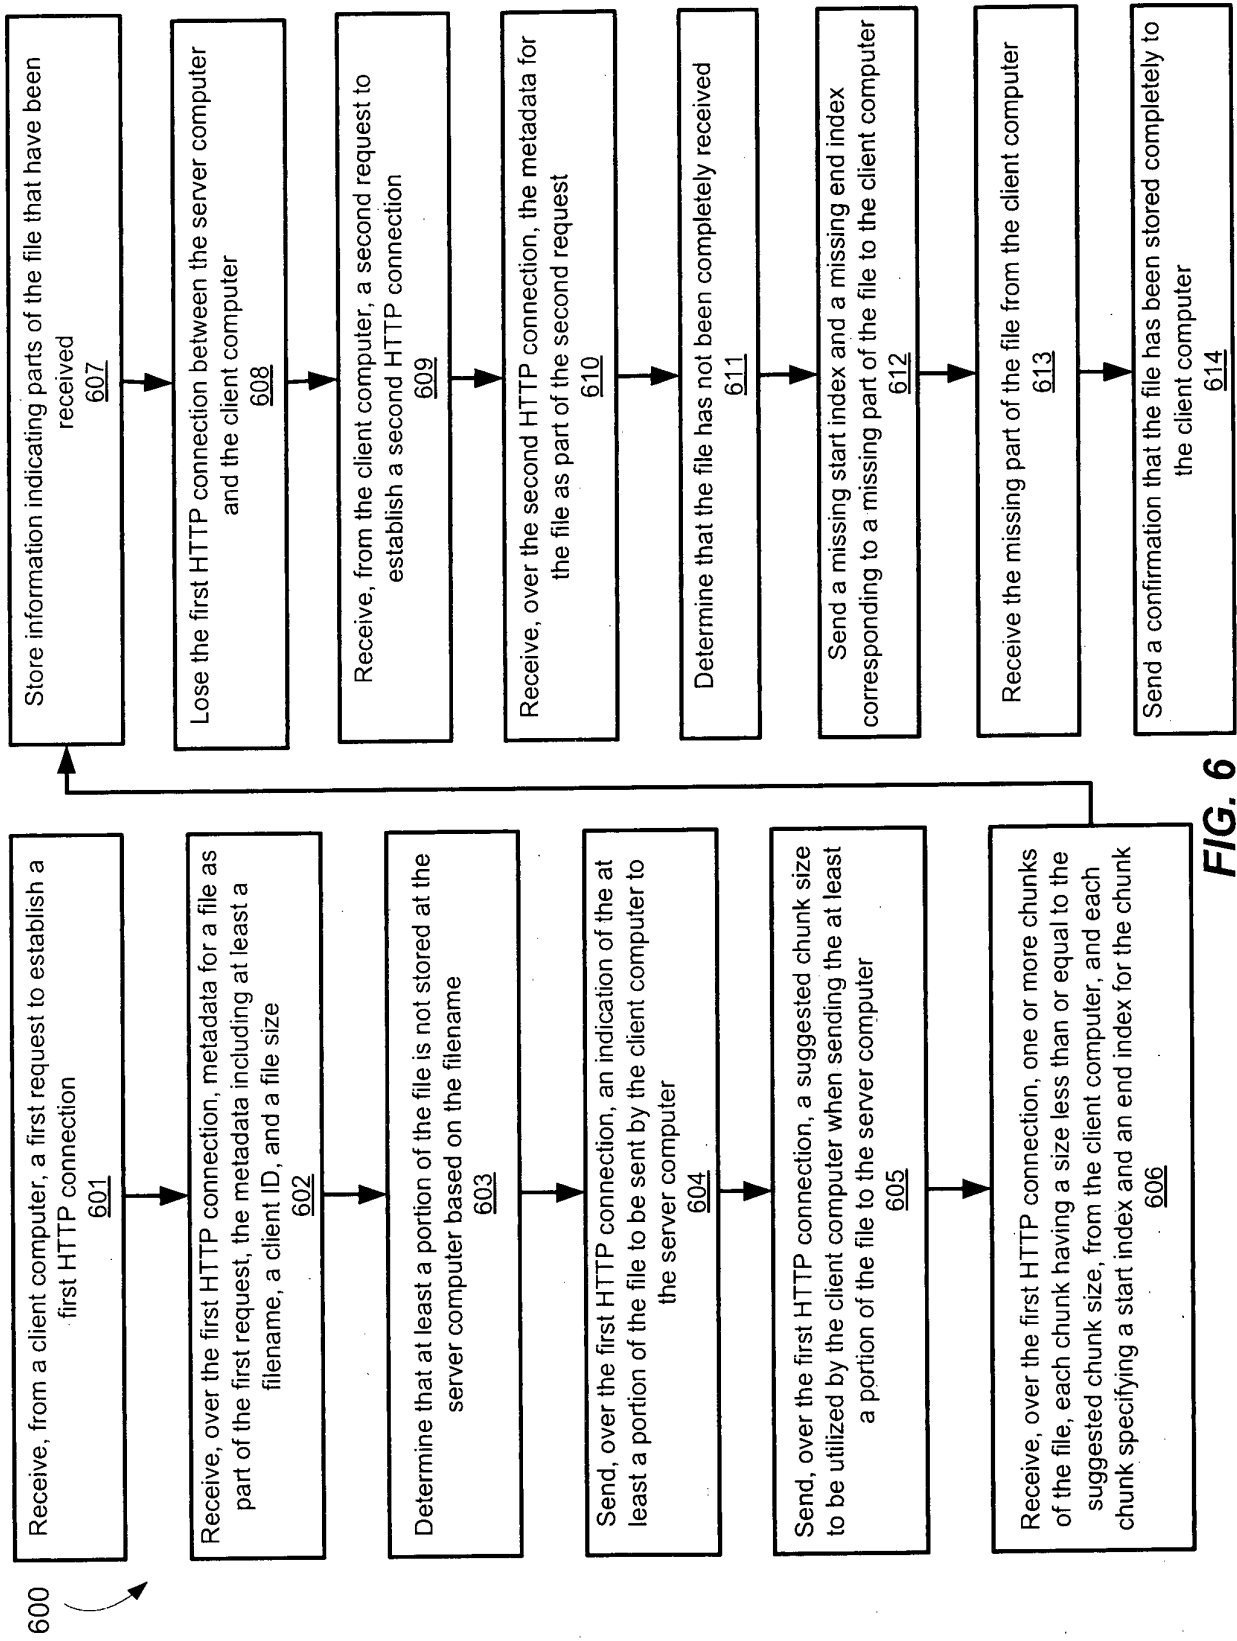 600
Receive, from a client computer, a first request to establish a
first HTTP connection
601
Receive, over the first HTTP connection, metadata for a file as
part of the first request, the metadata including at least a
filename, a client ID, and a file size
602
Determine that at least a portion of the file is not stored at the
server computer based on the filename
603
Send, over the first HTTP connection, an indication of the at
least a portion of the file to be sent by the client computer to
the server computer
604
Send, over the first HTTP connection, a suggested chunk size
to be utilized by the client computer when sending the at least
a portion of the file to the server computer
605
Receive, over the first HTTP connection, one or more chunks
of the file, each chunk having a size less than or equal to the
suggested chunk size, from the client computer, and each
chunk specifying a start index and an end index for the chunk
606
Store information indicating parts of the file that have been
received
607
Lose the first HTTP connection between the server computer
and the client computer
608
Receive, from the client computer, a second request to
establish a second HTTP connection
609
Receive, over the second HTTP connection, the metadata for
the file as part of the second request
610
Determine that the file has not been completely received
611
Send a missing start index and a missing end index
corresponding to a missing part of the file to the client computer
612
Receive the missing part of the file from the client computer
613
Send a confirmation that the file has been stored completely to
the client computer
614
FIG. 6